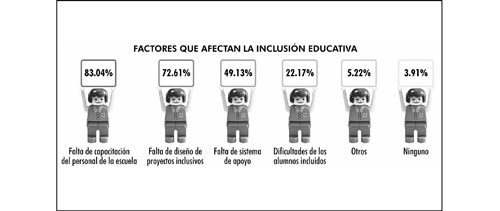 FACTORES QUE AFECTAN LA INCLUSIÓN EDUCATIVA
83.04%
72.61%
49.13%
22.17%
5.22%
3.91%
Falta de capacitación
del personal de la escuela
Falta de diseño de
proyectos inclusivos
Falta de sistema
de apoyo
Dificultades de los
alumnos incluidos
Otros
Ninguno